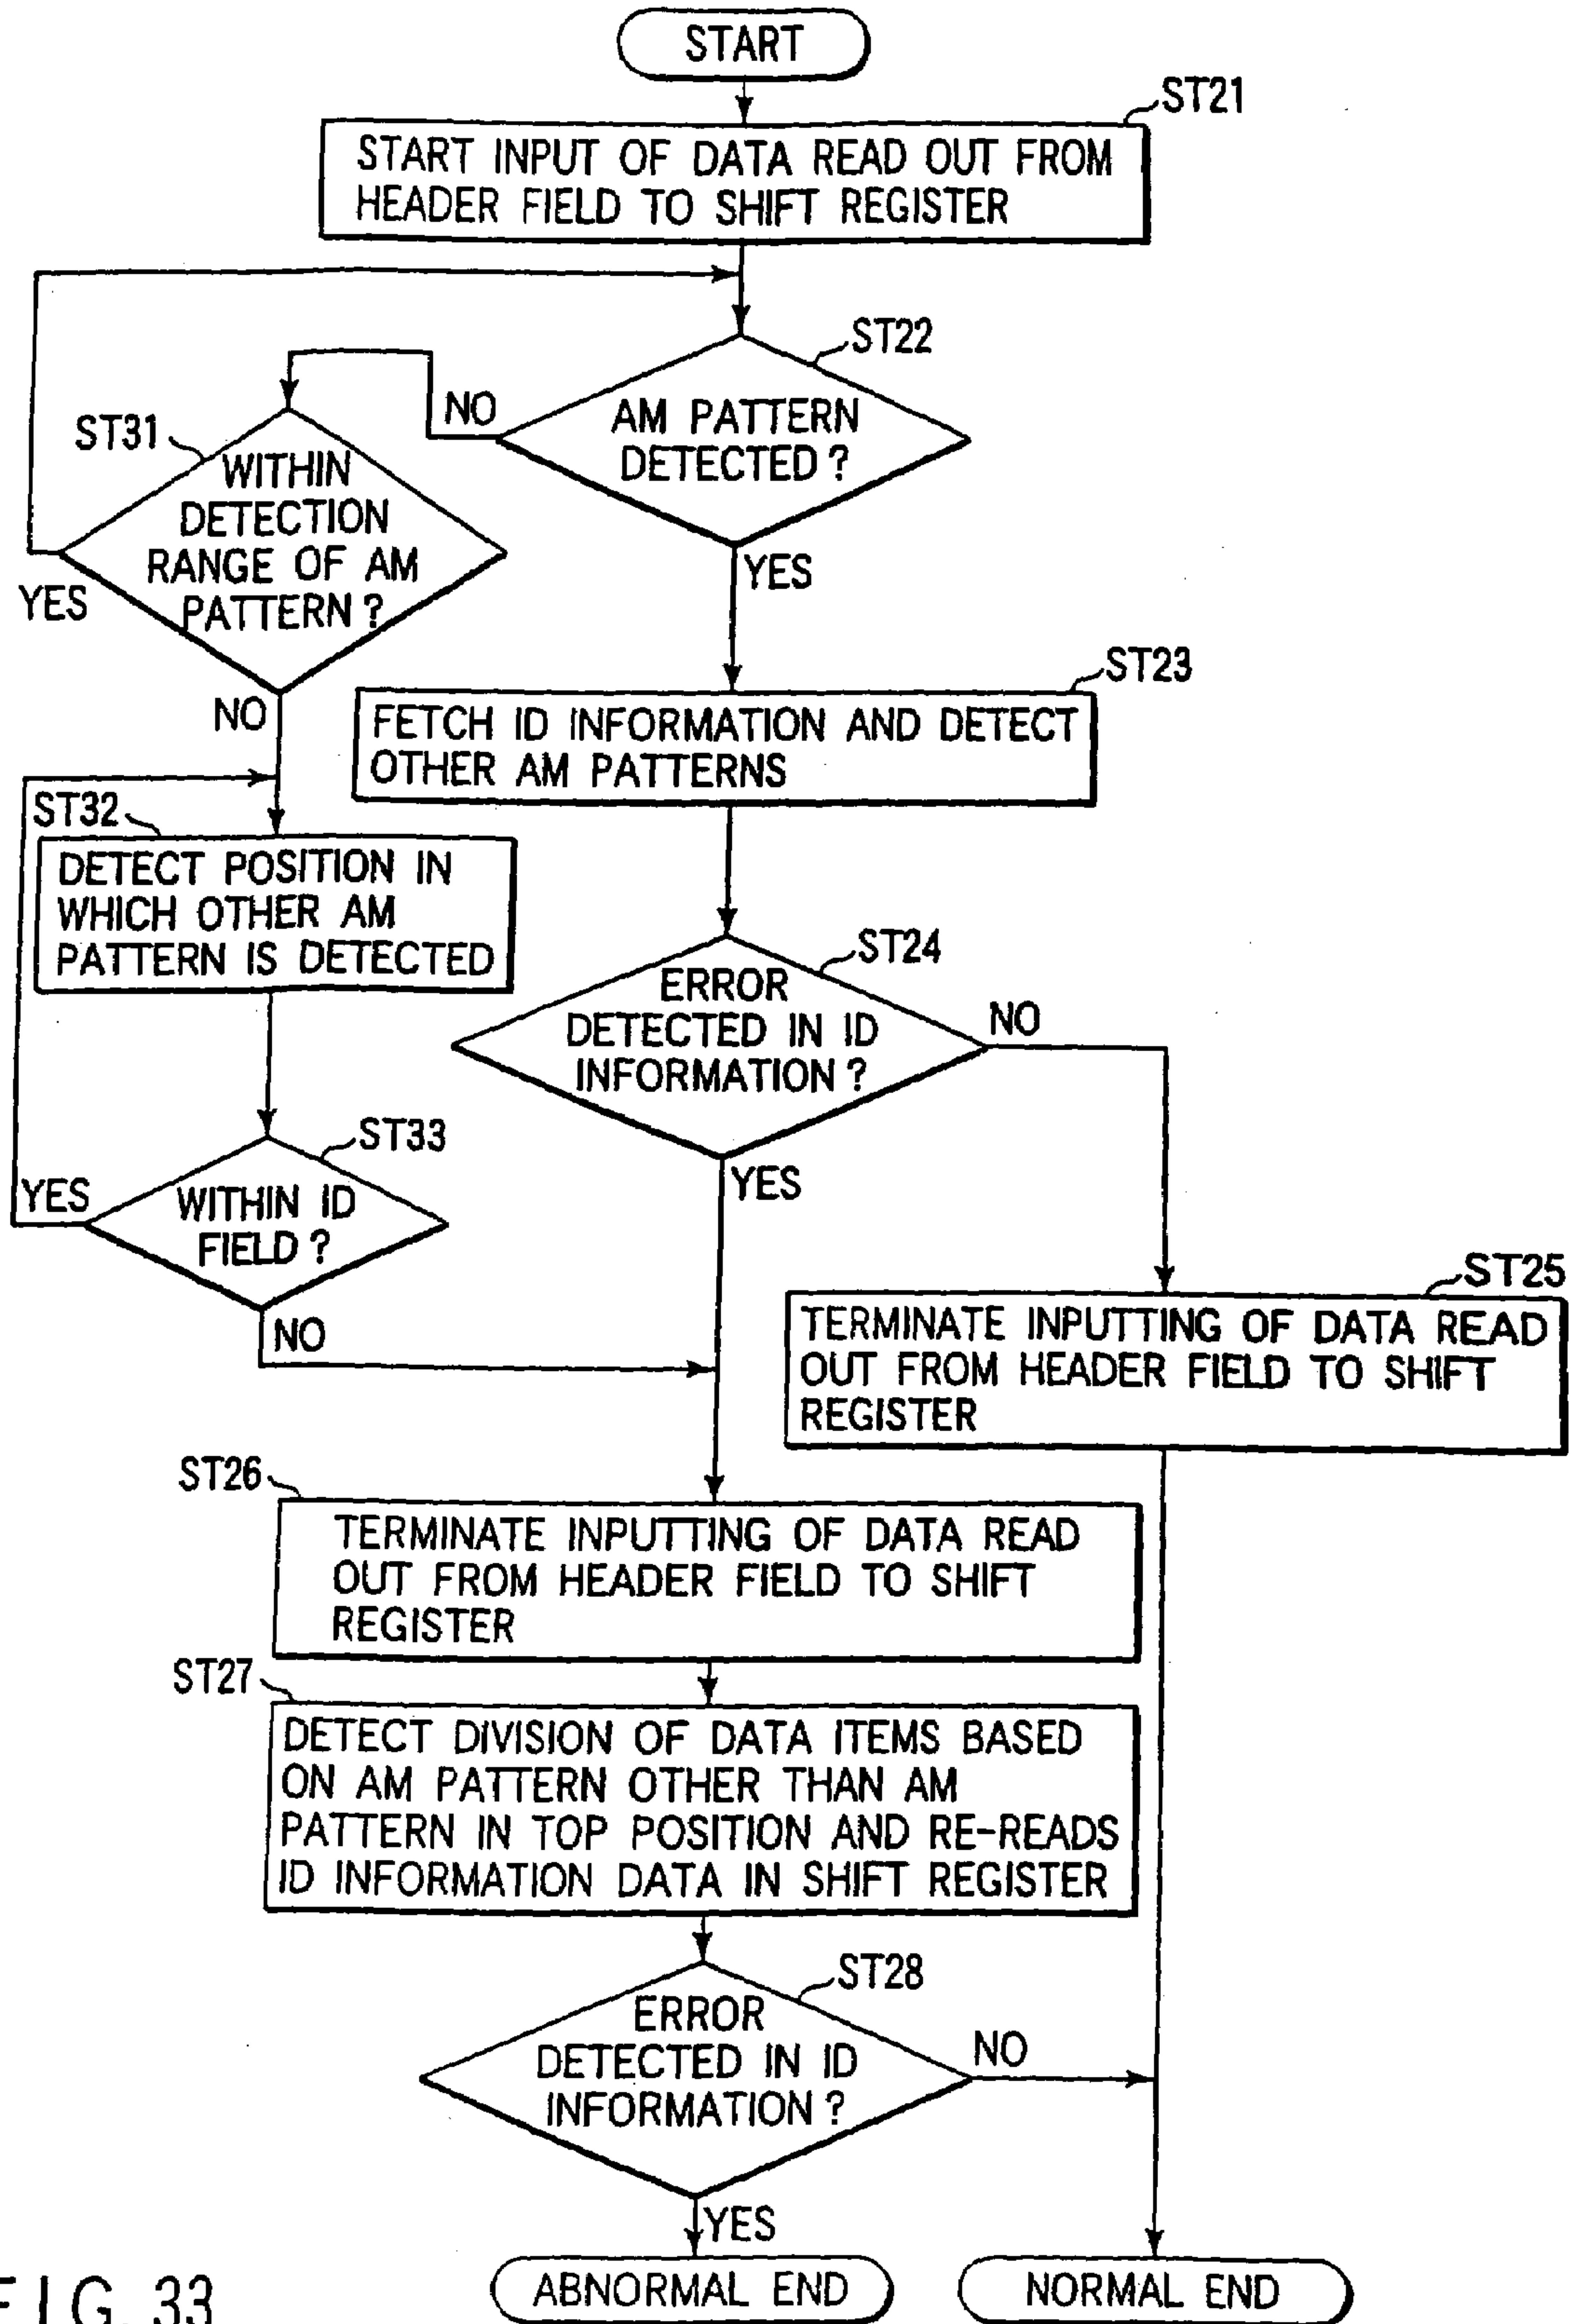 START
ST21
START INPUT OF DATA READ OUT FROM
HEADER FIELD TO SHIFT REGISTER
ST22
AM PATTERN
DETECTED?
NO
YES
ST31
WITHIN
DETECTION
RANGE OF AM
PATTERN?
YES
NO
ST23
FETCH ID INFORMATION AND DETECT
OTHER AM PATTERNS
ST32
DETECT POSITION IN
WHICH OTHER AM
PATTERN IS DETECTED
ST24
ERROR
DETECTED IN ID
INFORMATION?
NO
YES
ST33
WITHIN ID
FIELD?
YES
NO
ST25
TERMINATE INPUTTING OF DATA READ
OUT FROM HEADER FIELD TO SHIFT
REGISTER
ST26
TERMINATE INPUTTING OF DATA READ
OUT FROM HEADER FIELD TO SHIFT
REGISTER
ST27
DETECT DIVISION OF DATA ITEMS BASED
ON AM PATTERN OTHER THAN AM
PATTERN IN TOP POSITION AND RE-READS
ID INFORMATION DATA IN SHIFT REGISTER
ST28
ERROR
DETECTED IN ID
INFORMATION?
NO
YES
ABNORMAL END
NORMAL END
FIG. 33